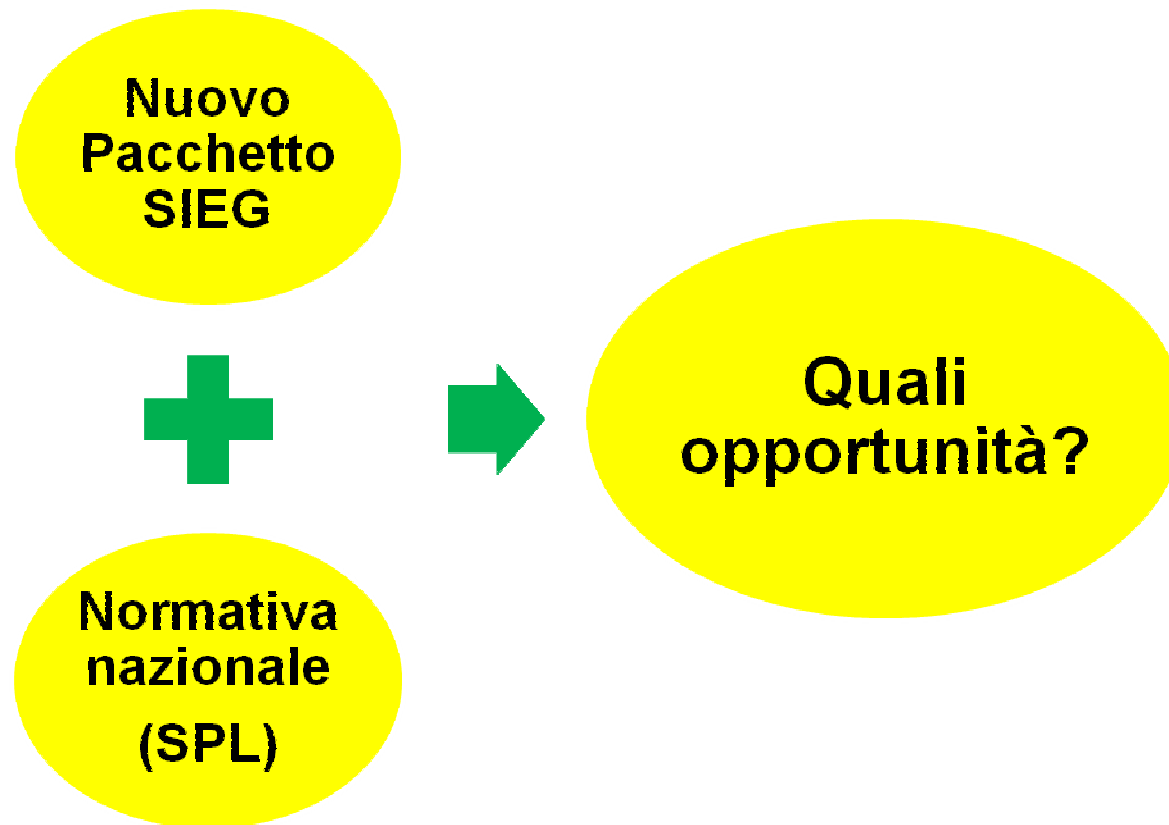 Nuovo
Pacchetto
SIEG
Normativa
nazionale
(SPL)
Quali
opportunità?